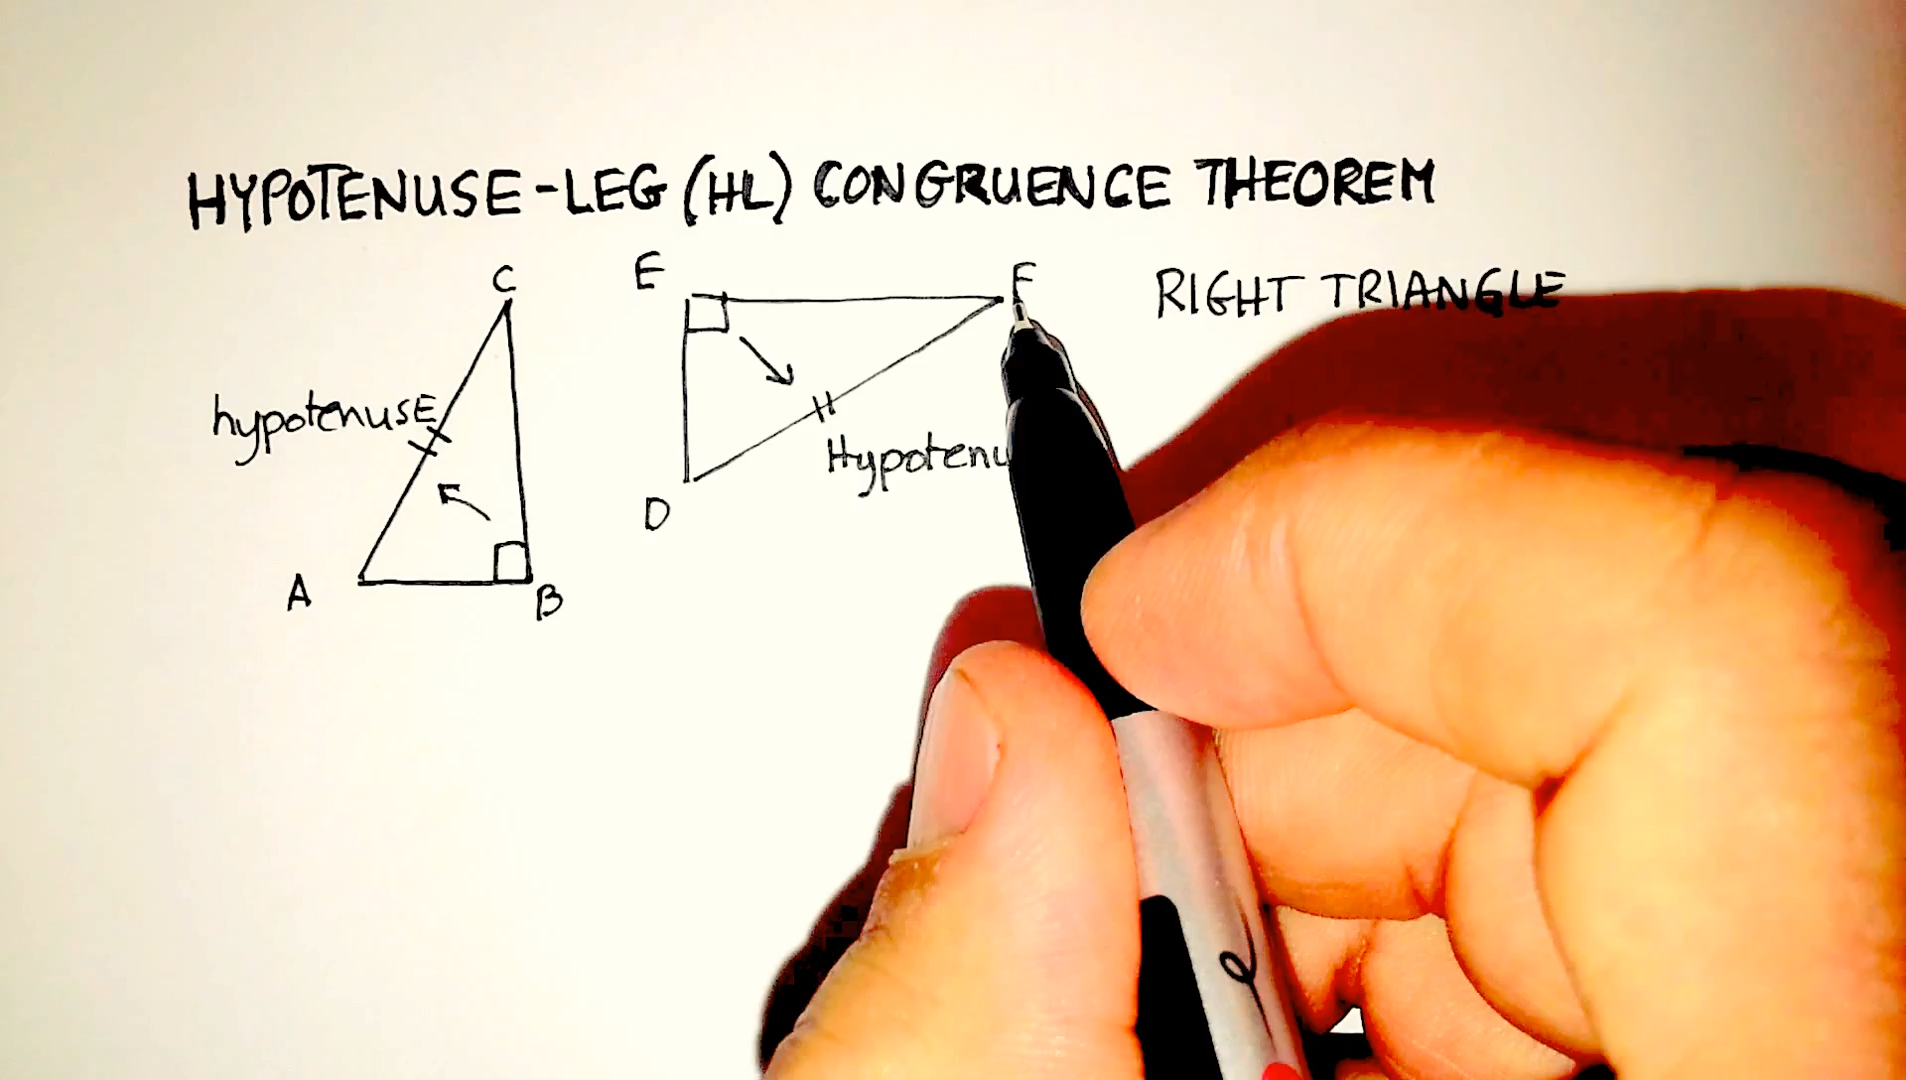 HYPOTENUSE-LEG (HL) CONGRUENCE THEOREM
C
E
F
RIGHT TRIANGLE
hypotenusE
D
A
B